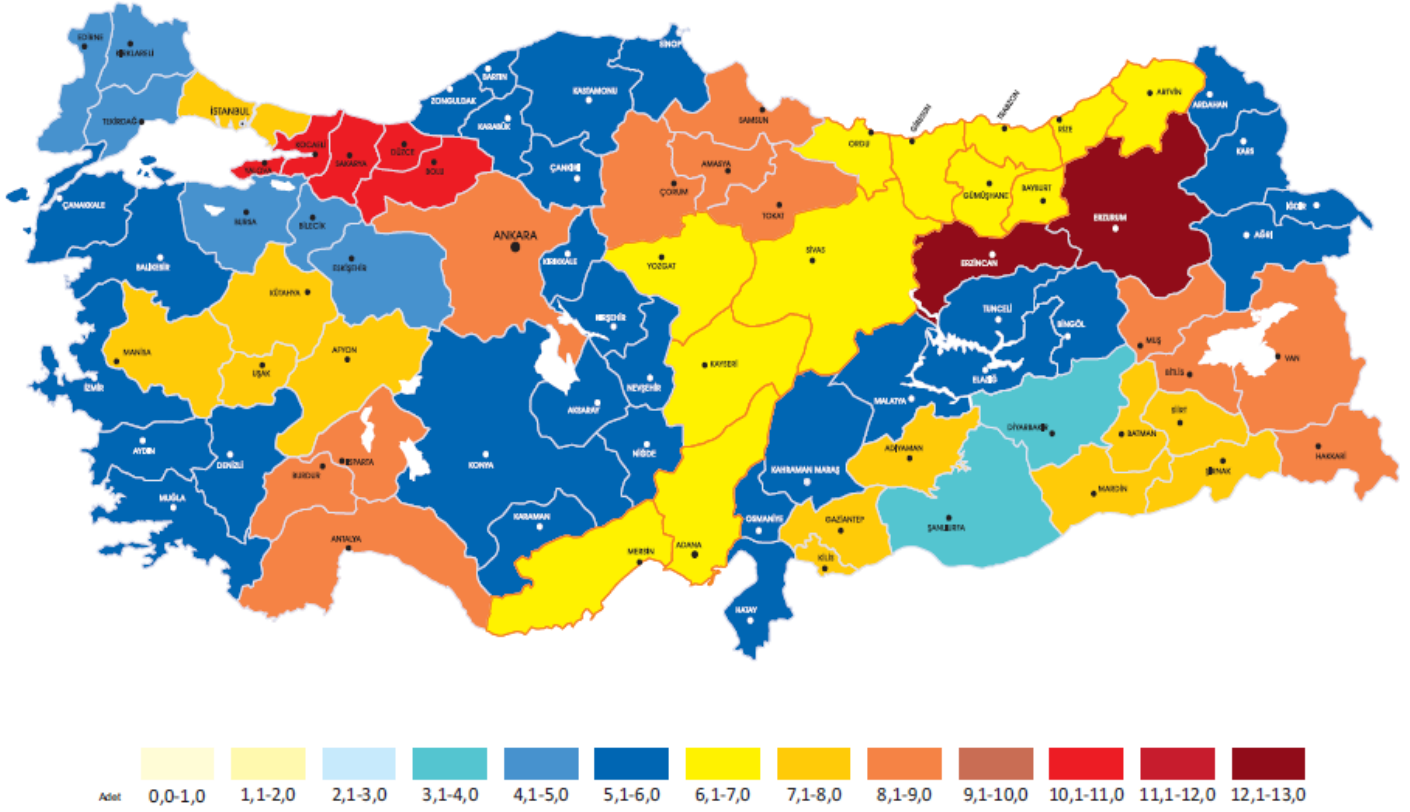 EDİRNE
KIRKLARELİ
TEKİRDAĞ
İSTANBUL
KOCAELİ
YALOVA
SAKARYA
DÜZCE
BOLU
ZONGULDAK
BARTIN
KARABÜK
KASTAMONU
SİNOP
ÇANKIRI
SAMSUN
AMASYA
ÇORUM
TOKAT
ORDU
GİRESUN
TRABZON
RİZE
ARTVİN
ARDAHAN
KARS
IĞDIR
AĞRI
GÜMÜŞHANE
BAYBURT
ERZURUM
ERZİNCAN
ÇANAKKALE
BALIKESİR
BURSA
BİLECİK
ESKİŞEHİR
ANKARA
KIRIKKALE
YOZGAT
SİVAS
KÜTAHYA
MANİSA
UŞAK
AFYON
İZMİR
KIRŞEHİR
NEVŞEHİR
AKSARAY
KAYSERİ
TUNCELİ
BİNGÖL
ELAZIĞ
MALATYA
MUŞ
BİTLİS
VAN
AYDIN
DENİZLİ
MUĞLA
BURDUR
ISPARTA
KONYA
NİĞDE
KARAMAN
ANTALYA
MERSİN
ADANA
OSMANİYE
HATAY
KAHRAMAN MARAŞ
ADIYAMAN
GAZİANTEP
KİLİS
ŞANLIURFA
DİYARBAKIR
BATMAN
SİİRT
MARDİN
ŞIRNAK
HAKKARİ
Adet 0,0-1,0 1,1-2,0 2,1-3,0 3,1-4,0 4,1-5,0 5,1-6,0 6,1-7,0 7,1-8,0 8,1-9,0 9,1-10,0 10,1-11,0 11,1-12,0 12,1-13,0